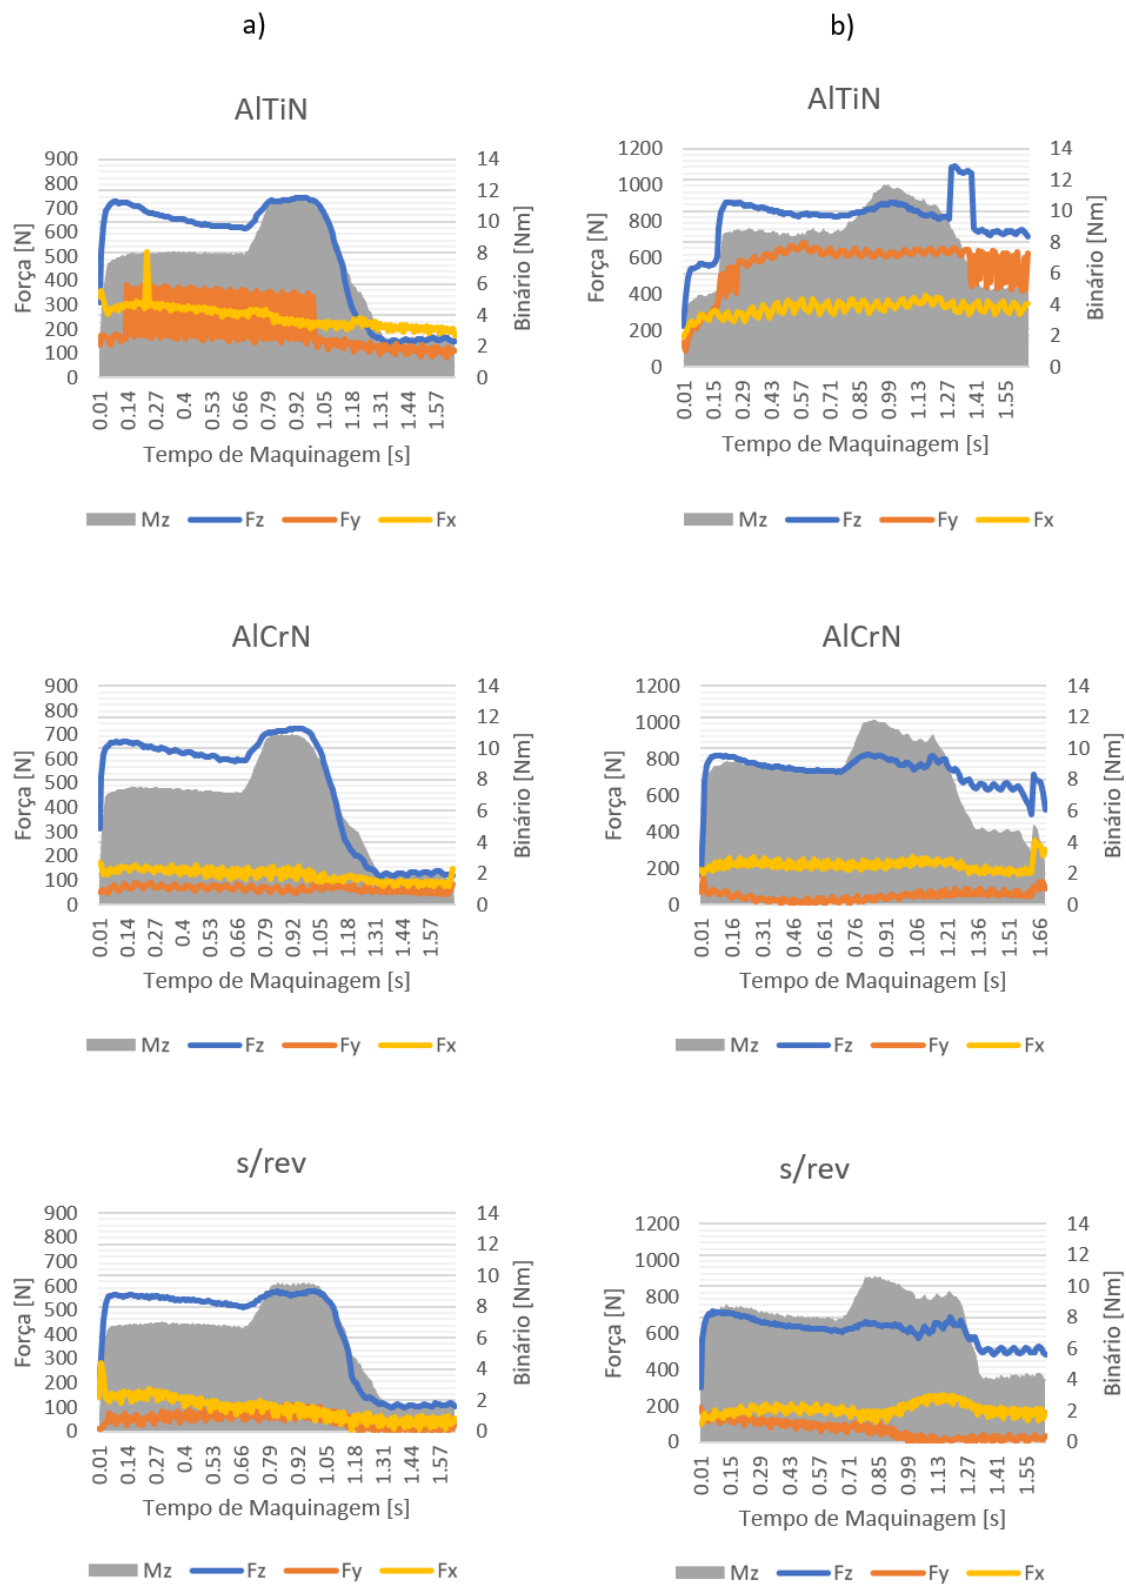 a)
b)
AlTiN
900
800
700
600
500
400
300
200
100
0
Força [N]
14
12
10
8
6
4
2
0
Binário [Nm]
0.01 0.14 0.27 0.4 0.53 0.66 0.79 0.92 1.05 1.18 1.31 1.44 1.57
Tempo de Maquinagem [s]
Mz Fz Fy Fx
AlTiN
1200
1000
800
600
400
200
0
Força [N]
14
12
10
8
6
4
2
0
Binário [Nm]
0.01 0.15 0.29 0.43 0.57 0.71 0.85 0.99 1.13 1.27 1.41 1.55
Tempo de Maquinagem [s]
Mz Fz Fy Fx
AlCrN
900
800
700
600
500
400
300
200
100
0
Força [N]
14
12
10
8
6
4
2
0
Binário [Nm]
0.01 0.14 0.27 0.4 0.53 0.66 0.79 0.92 1.05 1.18 1.31 1.44 1.57
Tempo de Maquinagem [s]
Mz Fz Fy Fx
AlCrN
1200
1000
800
600
400
200
0
Força [N]
14
12
10
8
6
4
2
0
Binário [Nm]
0.01 0.16 0.31 0.46 0.61 0.76 0.91 1.06 1.21 1.36 1.51 1.66
Tempo de Maquinagem [s]
Mz Fz Fy Fx
s/rev
900
800
700
600
500
400
300
200
100
0
Força [N]
14
12
10
8
6
4
2
0
Binário [Nm]
0.01 0.14 0.27 0.4 0.53 0.66 0.79 0.92 1.05 1.18 1.31 1.44 1.57
Tempo de Maquinagem [s]
Mz Fz Fy Fx
s/rev
1200
1000
800
600
400
200
0
Força [N]
14
12
10
8
6
4
2
0
Binário [Nm]
0.01 0.15 0.29 0.43 0.57 0.71 0.85 0.99 1.13 1.27 1.41 1.55
Tempo de Maquinagem [s]
Mz Fz Fy Fx